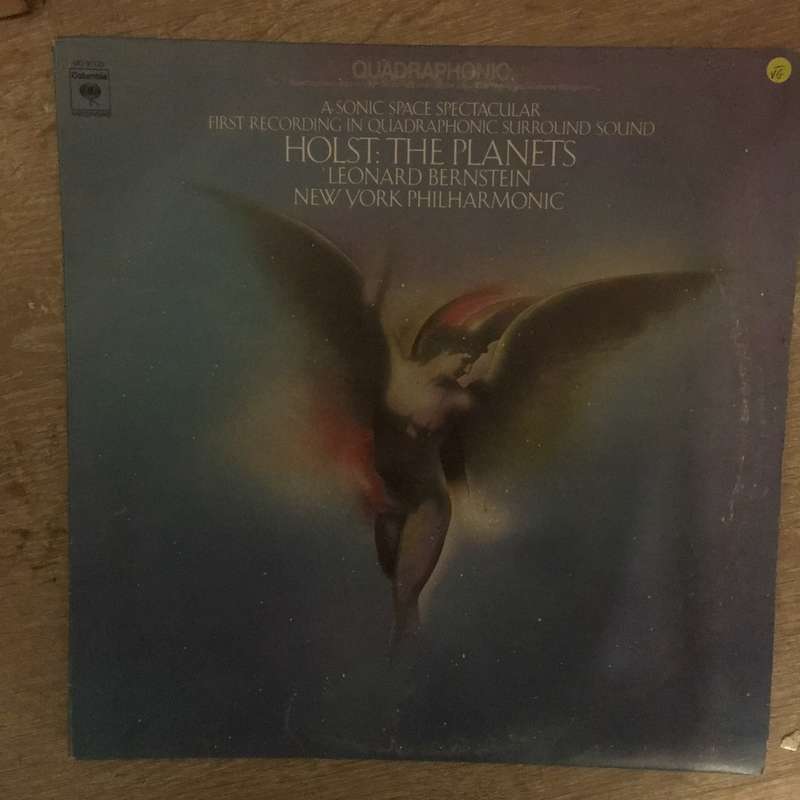 Columbia
QUADRAPHONIC
VG
A SONIC SPACE SPECTACULAR
FIRST RECORDING IN QUADRAPHONIC SURROUND SOUND
HOLST: THE PLANETS
LEONARD BERNSTEIN
NEW YORK PHILHARMONIC